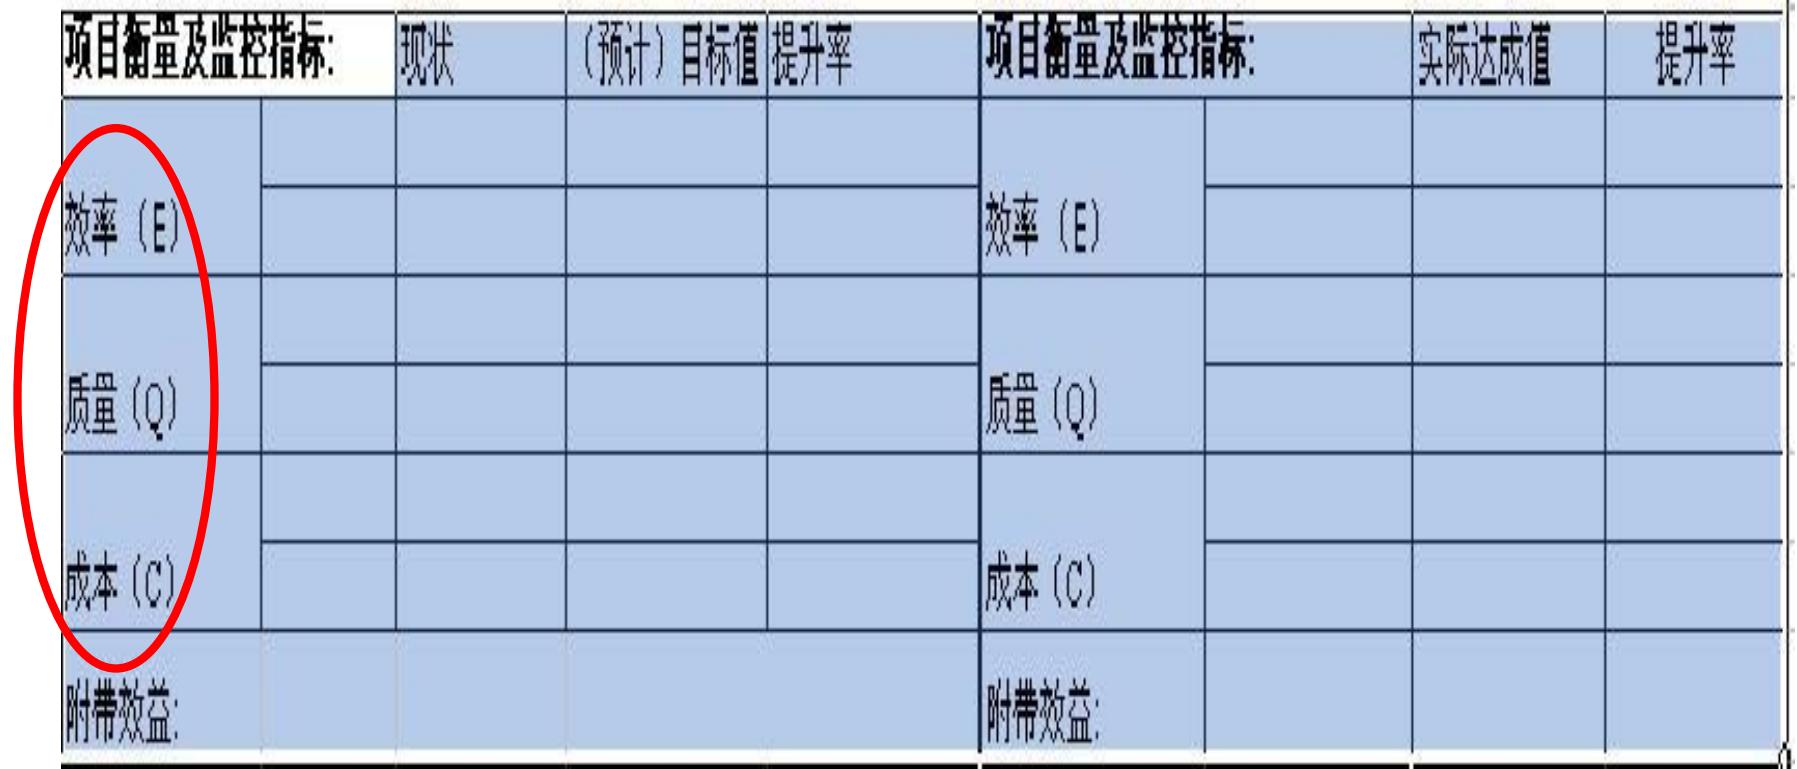 项目衡量及监控指标: 现状 （预计）目标值 提升率 项目衡量及监控指标: 实际达成值 提升率
效率（E） 效率（E）
质量（Q） 质量（Q）
成本（C） 成本（C）
附带效益: 附带效益: